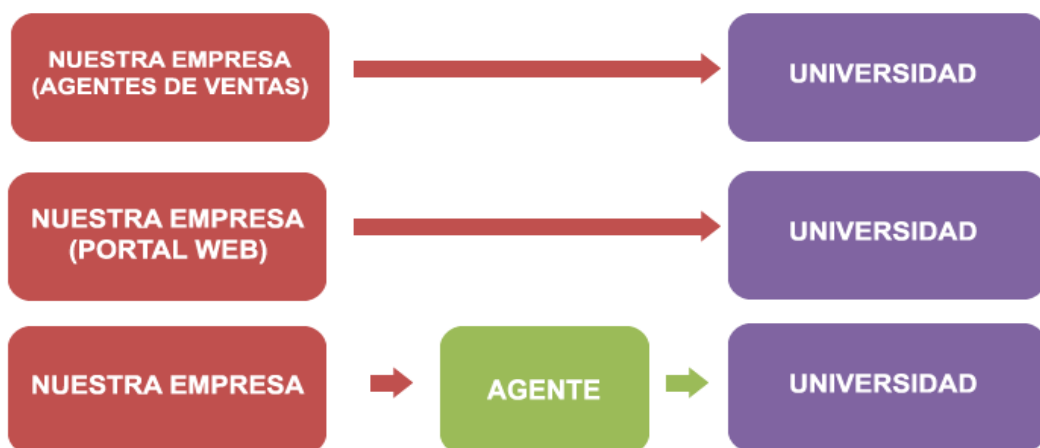 NUESTRA EMPRESA
(AGENTES DE VENTAS)
UNIVERSIDAD
NUESTRA EMPRESA
(PORTAL WEB)
UNIVERSIDAD
NUESTRA EMPRESA
AGENTE
UNIVERSIDAD